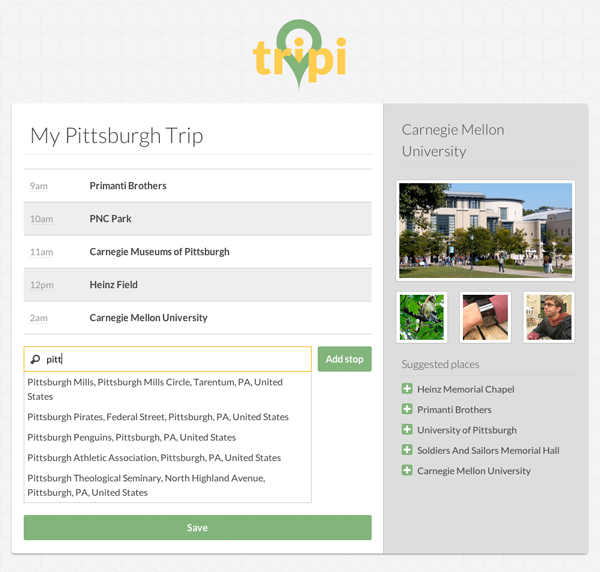 tripi
My Pittsburgh Trip
9am Primanti Brothers
10am PNC Park
11am Carnegie Museums of Pittsburgh
12pm Heinz Field
2am Carnegie Mellon University
pitt
Add stop
Pittsburgh Mills, Pittsburgh Mills Circle, Tarentum, PA, United
States
Pittsburgh Pirates, Federal Street, Pittsburgh, PA, United States
Pittsburgh Penguins, Pittsburgh, PA, United States
Pittsburgh Athletic Association, Pittsburgh, PA, United States
Pittsburgh Theological Seminary, North Highland Avenue,
Pittsburgh, PA, United States
Save
Carnegie Mellon
University
Suggested places
Heinz Memorial Chapel
Primanti Brothers
University of Pittsburgh
Soldiers And Sailors Memorial Hall
Carnegie Mellon University